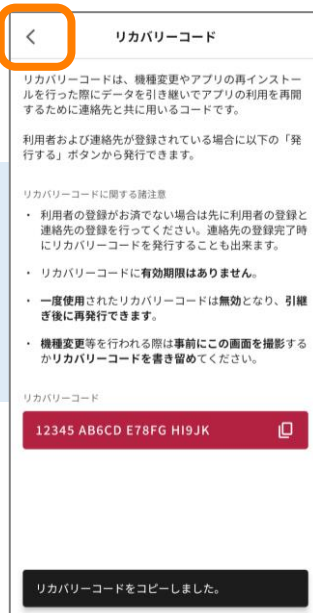 リカバリーコード
リカバリーコードは、機種変更やアプリの再インストー
ルを行った際にデータを引き継いでアプリの利用を再開
するために連絡先と共に用いるコードです。
利用者および連絡先が登録されている場合に以下の「発
行する」ボタンから発行できます。
リカバリーコードに関する諸注意
・ 利用者の登録がお済でない場合は先に利用者の登録と
連絡先の登録を行ってください。連絡先の登録完了時
にリカバリーコードを発行することも出来ます。
・ リカバリーコードに有効期限はありません。
・ 一度使用されたリカバリーコードは無効となり、引継
ぎ後に再発行できます。
・ 機種変更等を行われる際は事前にこの画面を撮影する
かリカバリーコードを書き留めてください。
リカバリーコード
12345 AB6CD E78FG HI9JK
リカバリーコードをコピーしました。